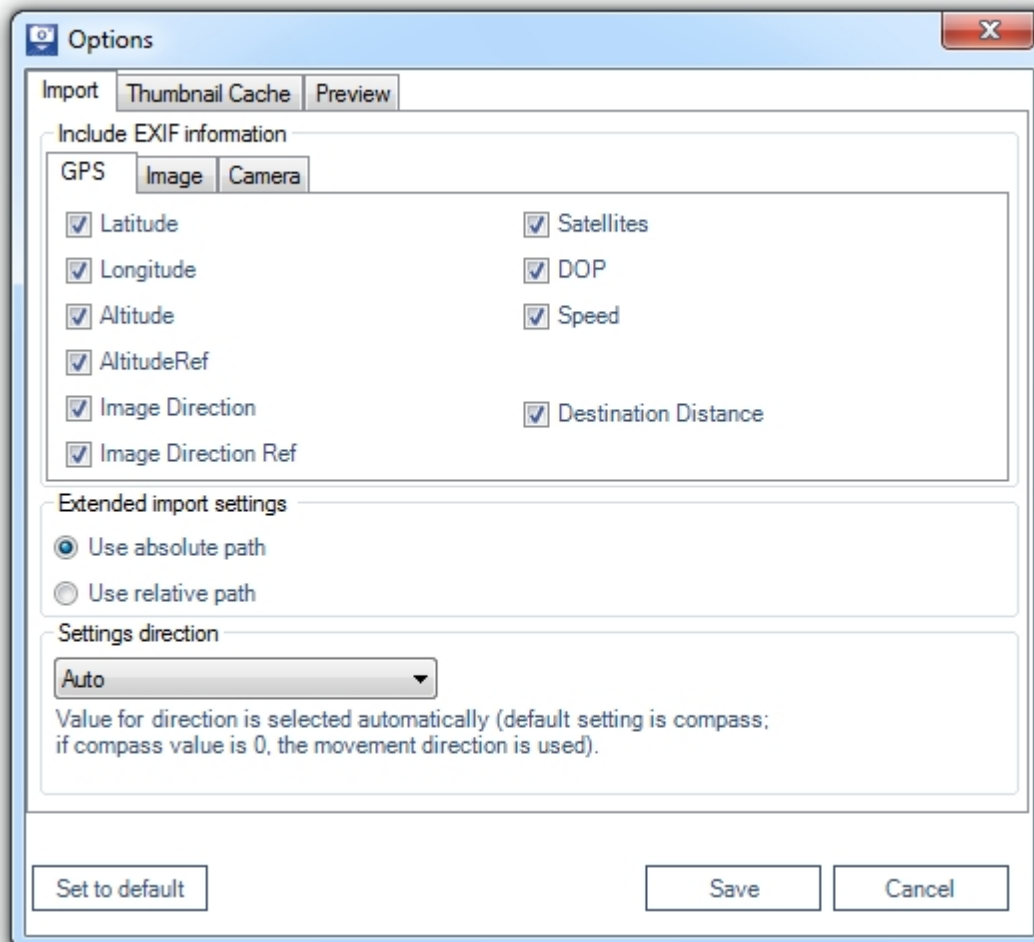 Options
Import Thumbnail Cache Preview
Include EXIF information
GPS Image Camera
Latitude Satellites
Longitude DOP
Altitude Speed
AltitudeRef
Image Direction Destination Distance
Image Direction Ref
Extended import settings
Use absolute path
Use relative path
Settings direction
Auto
Value for direction is selected automatically (default setting is compass;
if compass value is 0, the movement direction is used).
Set to default Save Cancel